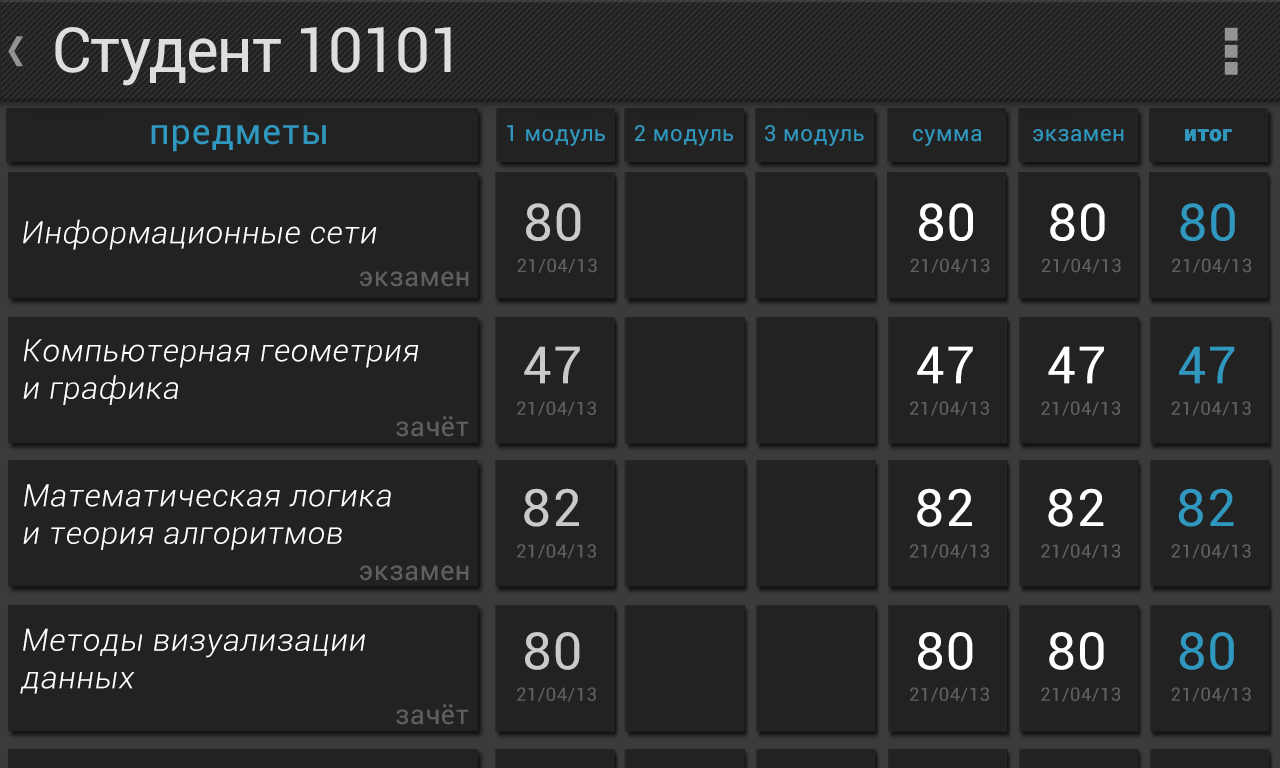 Студент 10101
предметы 1 модуль 2 модуль 3 модуль сумма экзамен итог
Информационные сети
экзамен
80 80 80 80
21/04/13 21/04/13 21/04/13 21/04/13
Компьютерная геометрия
и графика
зачёт
47 47 47 47
21/04/13 21/04/13 21/04/13 21/04/13
Математическая логика
и теория алгоритмов
экзамен
82 82 82 82
21/04/13 21/04/13 21/04/13 21/04/13
Методы визуализации
данных
зачёт
80 80 80 80
21/04/13 21/04/13 21/04/13 21/04/13